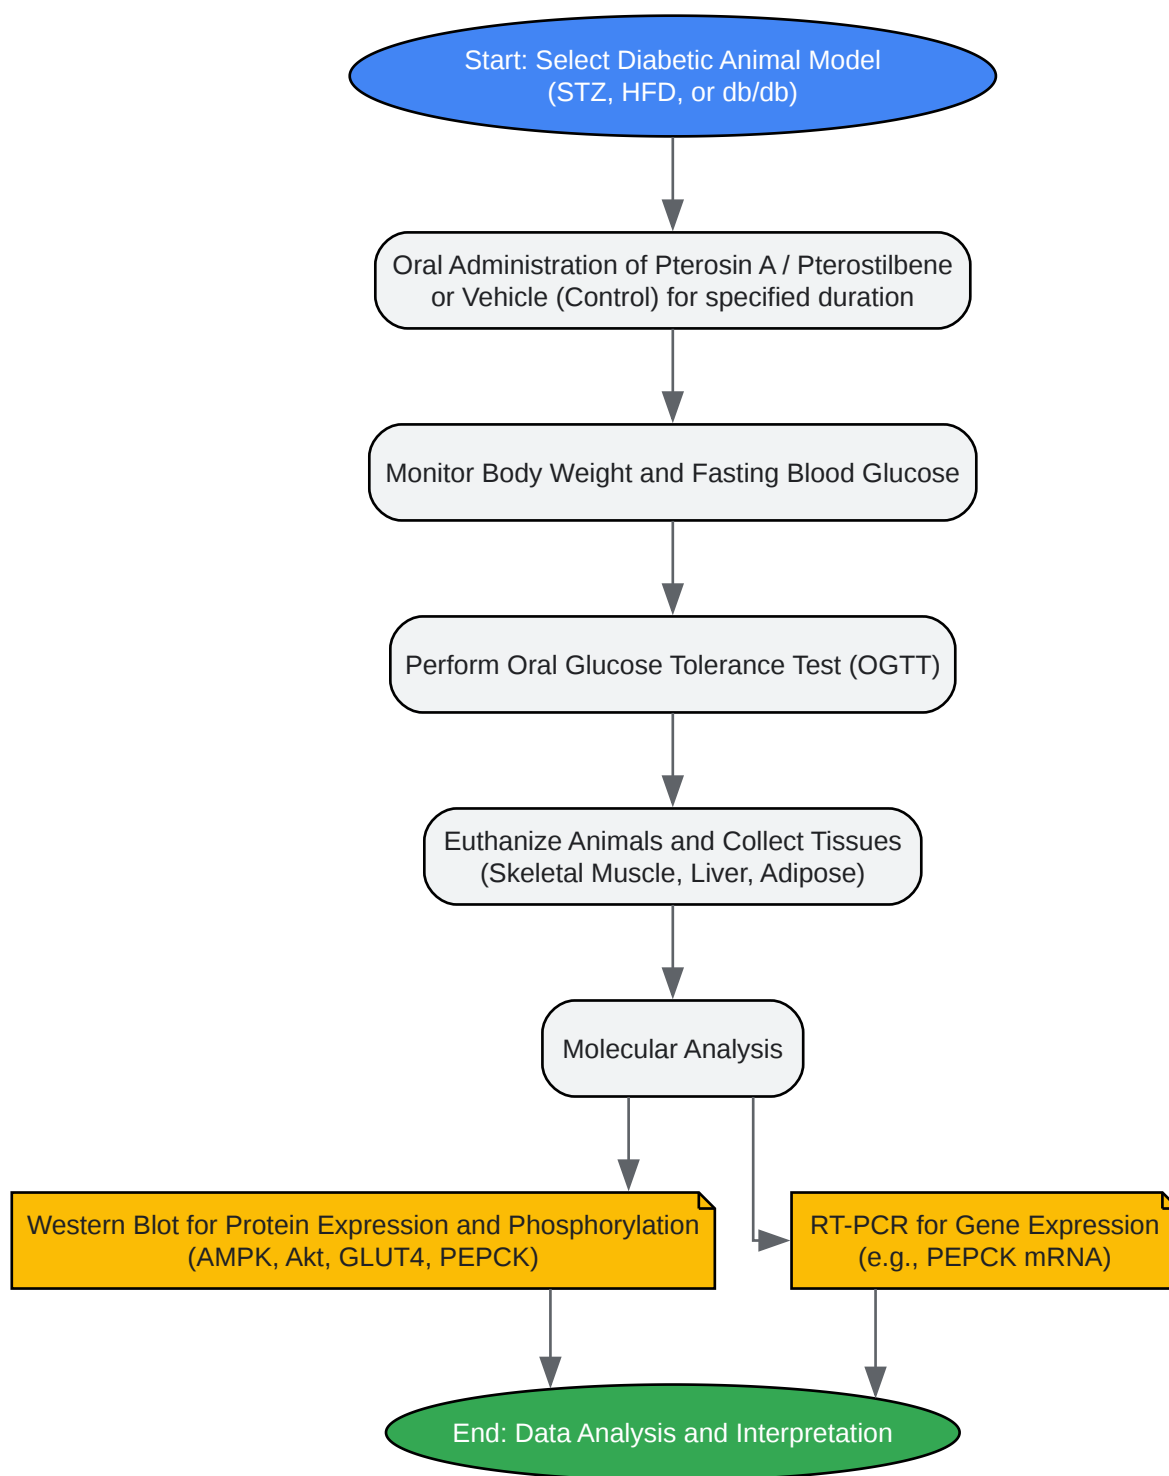 Start: Select Diabetic Animal Model
(STZ, HFD, or db/db)
Oral Administration of Pterosin A / Pterostilbene
or Vehicle (Control) for specified duration
Monitor Body Weight and Fasting Blood Glucose
Perform Oral Glucose Tolerance Test (OGTT)
Euthanize Animals and Collect Tissues
(Skeletal Muscle, Liver, Adipose)
Molecular Analysis
Western Blot for Protein Expression and Phosphorylation
(AMPK, Akt, GLUT4, PEPCK)
RT-PCR for Gene Expression
(e.g., PEPCK mRNA)
End: Data Analysis and Interpretation